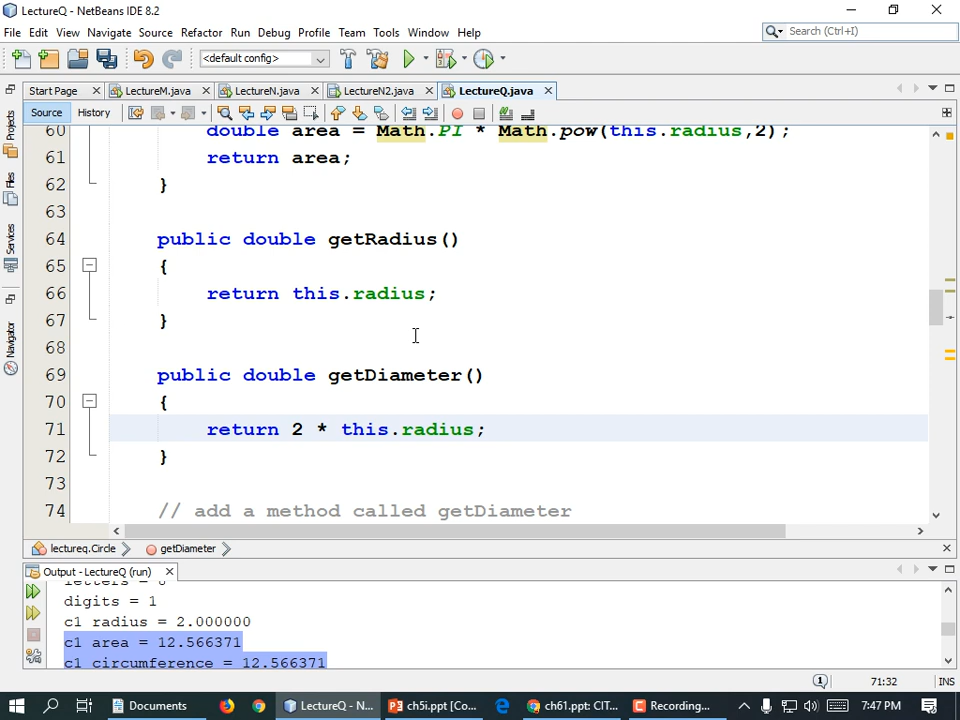 LectureQ - NetBeans IDE 8.2
File Edit View Navigate Source Refactor Run Debug Profile Team Tools Window Help
Search (Ctrl+I)
<default config>
Start Page LectureM.java LectureN.java LectureN2.java LectureQ.java
Source History
Projects
Files
Services
Navigator
60 double area = Math.PI * Math.pow(this.radius,2);
61 return area;
62 }
63
64 public double getRadius()
65 {
66 return this.radius;
67 }
68
69 public double getDiameter()
70 {
71 return 2 * this.radius;
72 }
73
74 // add a method called getDiameter
lectureq.Circle getDiameter
Output - LectureQ (run)
digits = 1
c1 radius = 2.000000
c1 area = 12.566371
c1 circumference = 12.566371
1 71:32 INS
Documents LectureQ - N... ch5i.ppt [Co... ch61.ppt: CIT... Recording... 7:47 PM